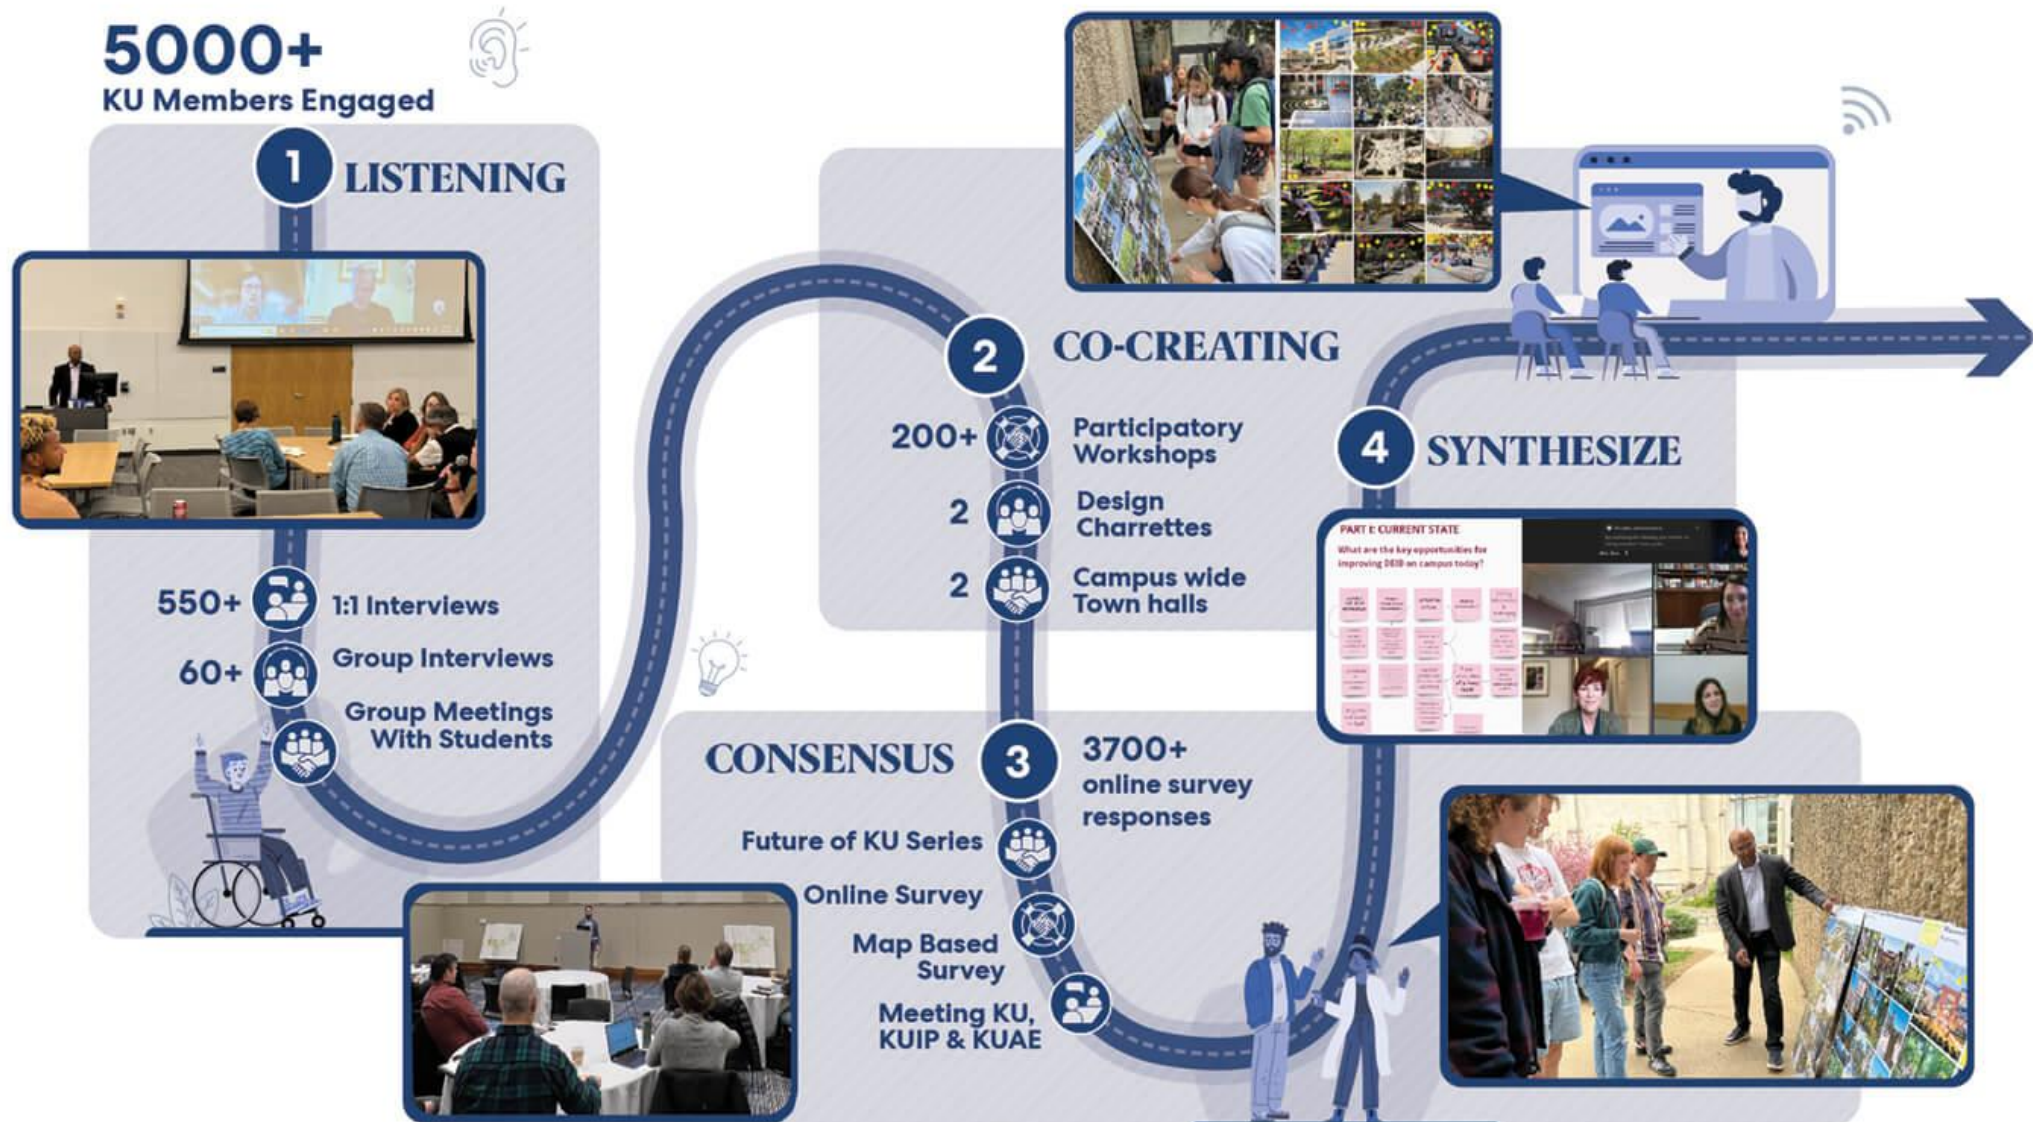 5000+
KU Members Engaged
1
LISTENING
550+
1:1 Interviews
60+
Group Interviews
Group Meetings
With Students
2
CO-CREATING
200+
Participatory
Workshops
2
Design
Charrettes
2
Campus wide
Town halls
CONSENSUS
3
3700+
online survey
responses
Future of KU Series
Online Survey
Map Based
Survey
Meeting KU,
KUIP & KUAE
4
SYNTHESIZE
PART I: CURRENT STATE
What are the key opportunities for
improving DEIB on campus today?